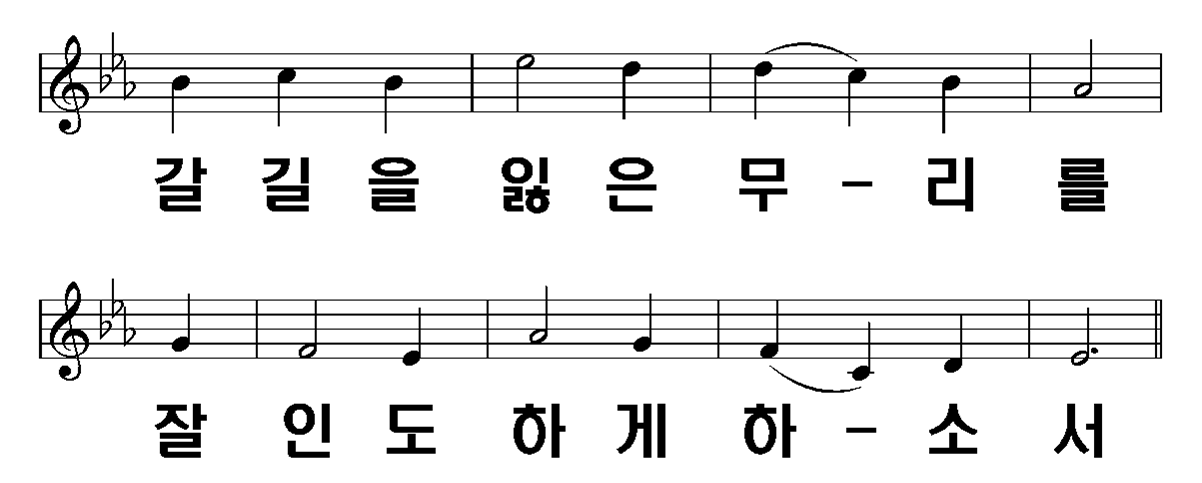 갈 길 을 잃 은 무 - 리 를
잘 인 도 하 게 하 - 소 서